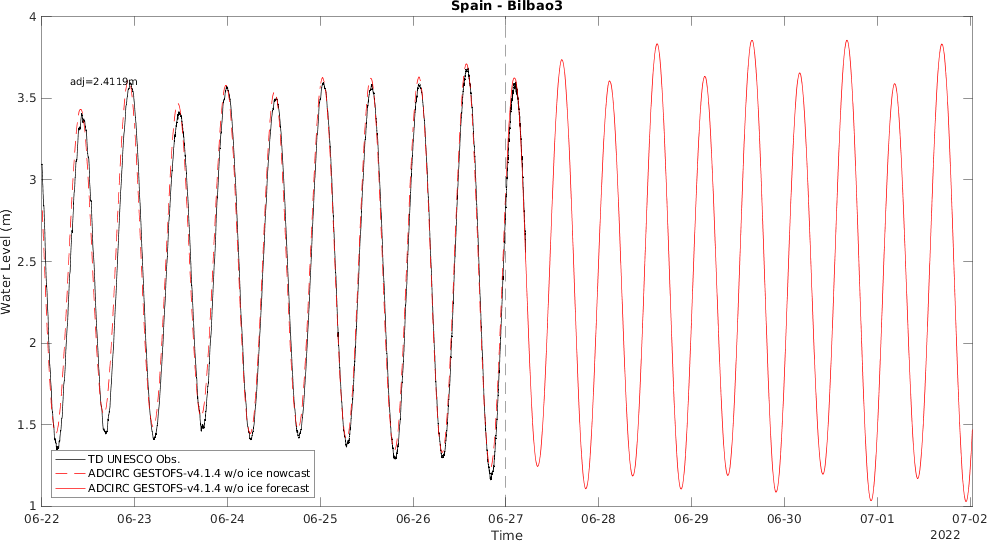 Spain - Bilbao3
4
adj=2.4119m
3.5
3
2.5
2
1.5
1
Water Level (m)
TD UNESCO Obs.
ADCIRC GESTOFS-v4.1.4 w/o ice nowcast
ADCIRC GESTOFS-v4.1.4 w/o ice forecast
06-22 06-23 06-24 06-25 06-26 06-27 06-28 06-29 06-30 07-01 07-02
Time
2022